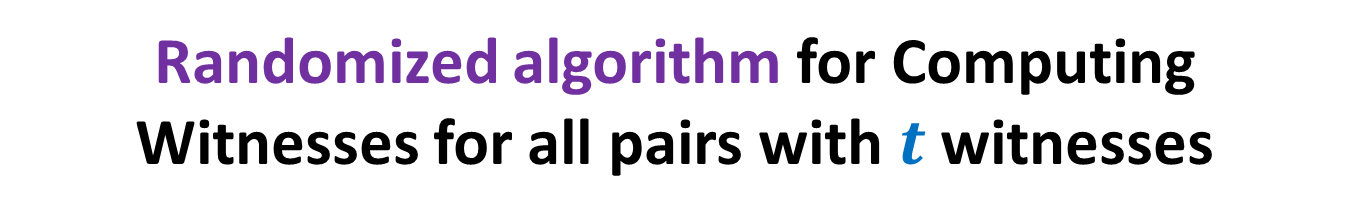 Randomized algorithm for Computing
Witnesses for all pairs with t witnesses